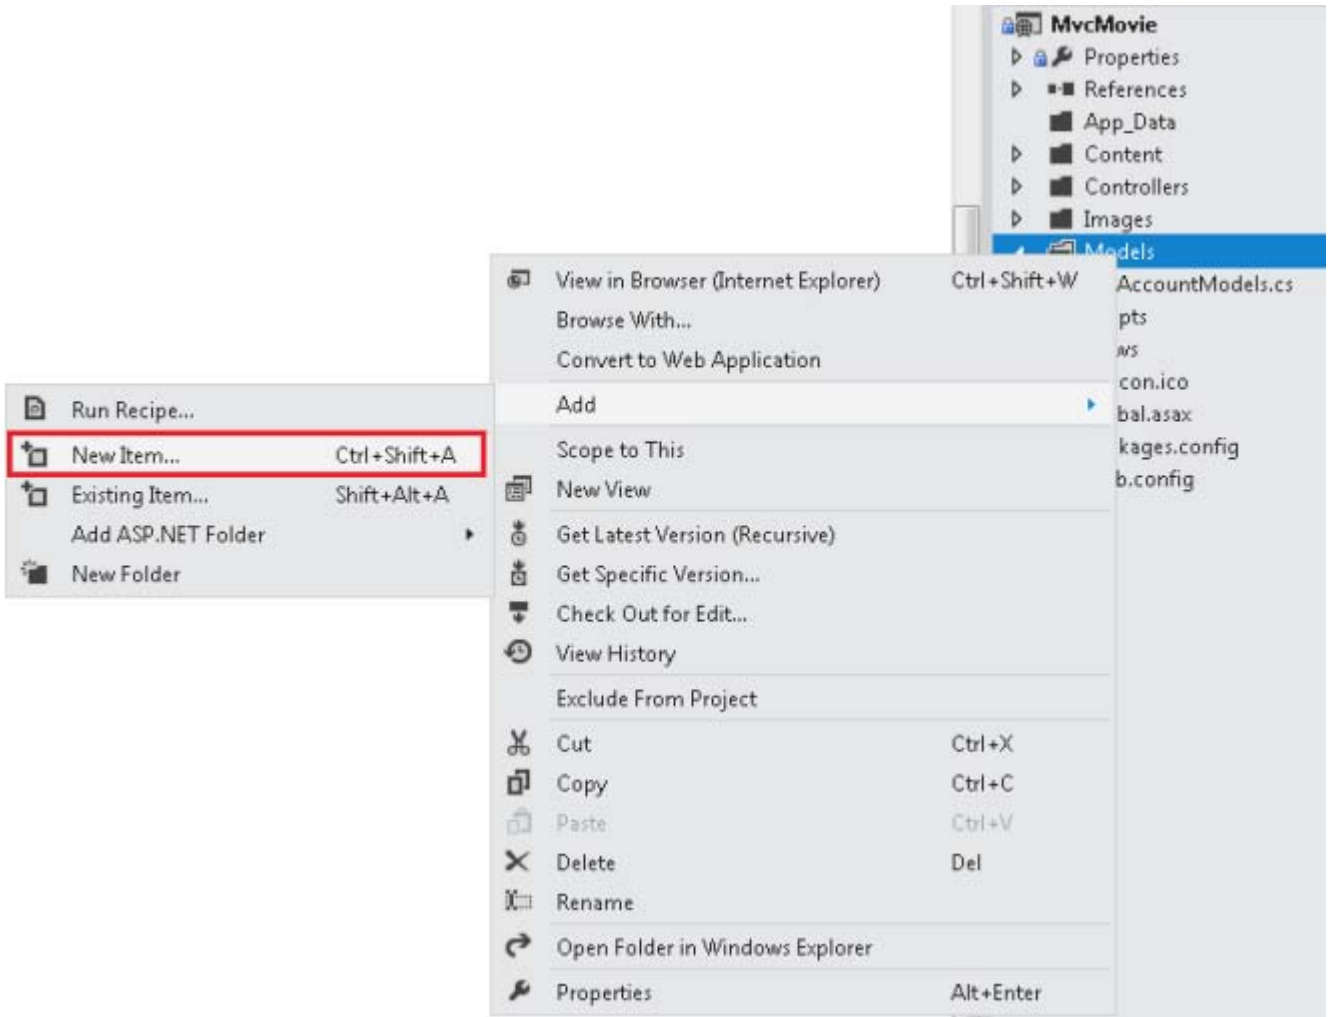 MvcMovie
Properties
References
App_Data
Content
Controllers
Images
Models
AccountModels.cs
pts
ws
con.ico
bal.asax
kages.config
b.config
View in Browser (Internet Explorer) Ctrl+Shift+W
Browse With...
Convert to Web Application
Add
Scope to This
New View
Get Latest Version (Recursive)
Get Specific Version...
Check Out for Edit...
View History
Exclude From Project
Cut Ctrl+X
Copy Ctrl+C
Paste Ctrl+V
Delete Del
Rename
Open Folder in Windows Explorer
Properties Alt+Enter
Run Recipe...
New Item... Ctrl+Shift+A
Existing Item... Shift+Alt+A
Add ASP.NET Folder
New Folder